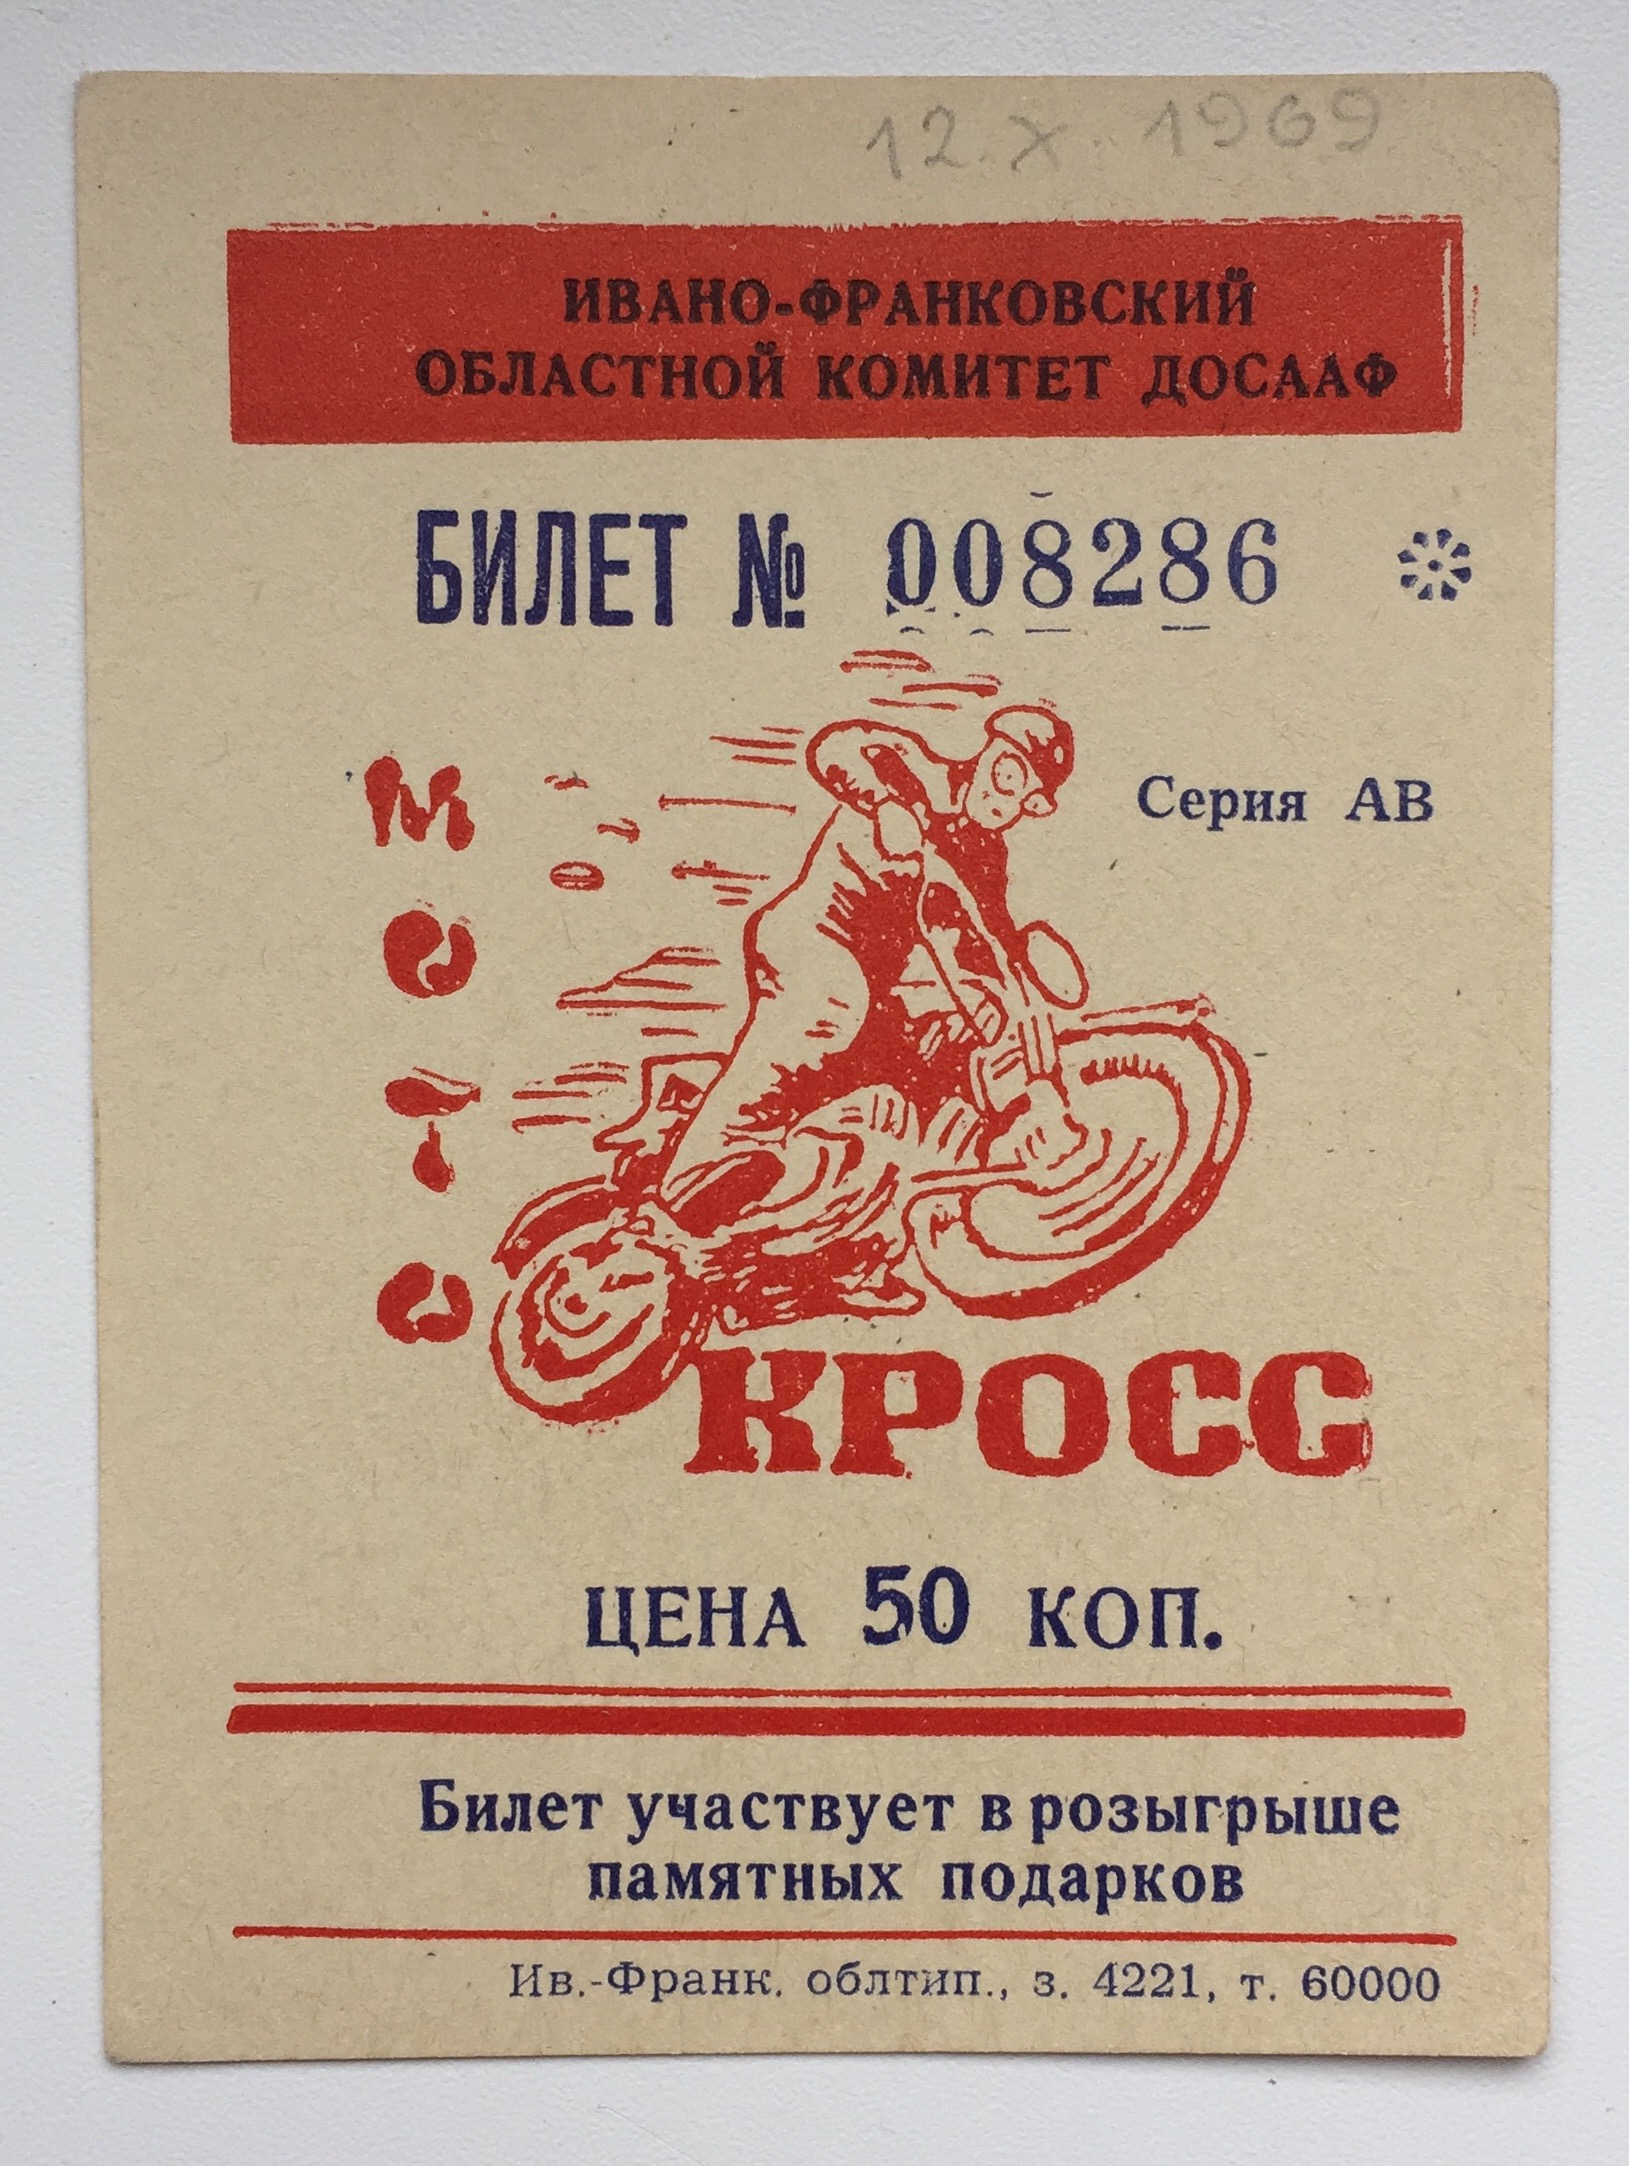 12. X. 1969
ИВАНО-ФРАНКОВСКИЙ
ОБЛАСТНОЙ КОМИТЕТ ДОСААФ
БИЛЕТ № 008286
Серия АВ
МОТО
КРОСС
ЦЕНА 50 КОП.
Билет участвует в розыгрыше
памятных подарков
Ив.-Франк. облтип., з. 4221, т. 60000